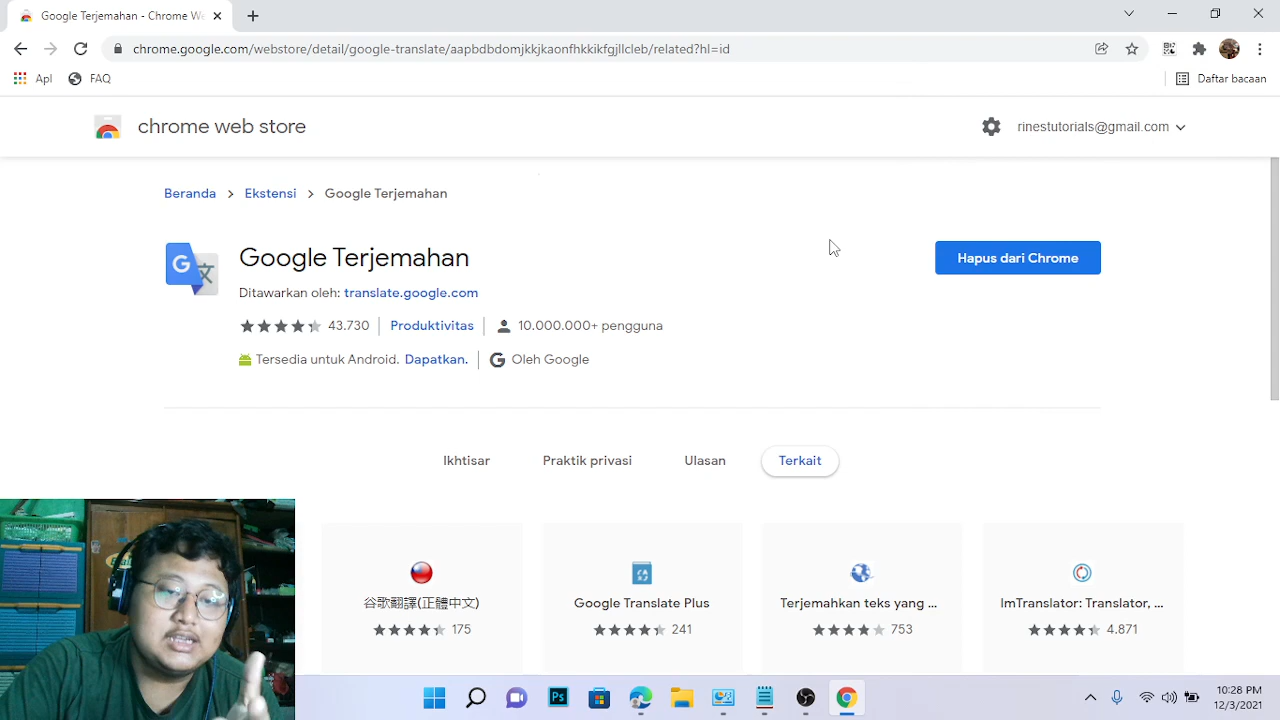 Google Terjemahan - Chrome We
chrome.google.com/webstore/detail/google-translate/aapbdbdomjkkjkaonfhkkikfgjllcleb/related?hl=id
Apl
FAQ
Daftar bacaan
chrome web store
rinestutorials@gmail.com
Beranda > Ekstensi > Google Terjemahan
Google Terjemahan
Hapus dari Chrome
Ditawarkan oleh: translate.google.com
43.730 | Produktivitas | 10.000.000+ pengguna
Tersedia untuk Android. Dapatkan. | Oleh Google
Ikhtisar
Praktik privasi
Ulasan
Terkait
谷歌翻譯(正體中文)
Google Translate Plus
Terjemahkan teks yang ...
ImTranslator: Translator, ...
241
753
4.871
10:28 PM
12/3/2021